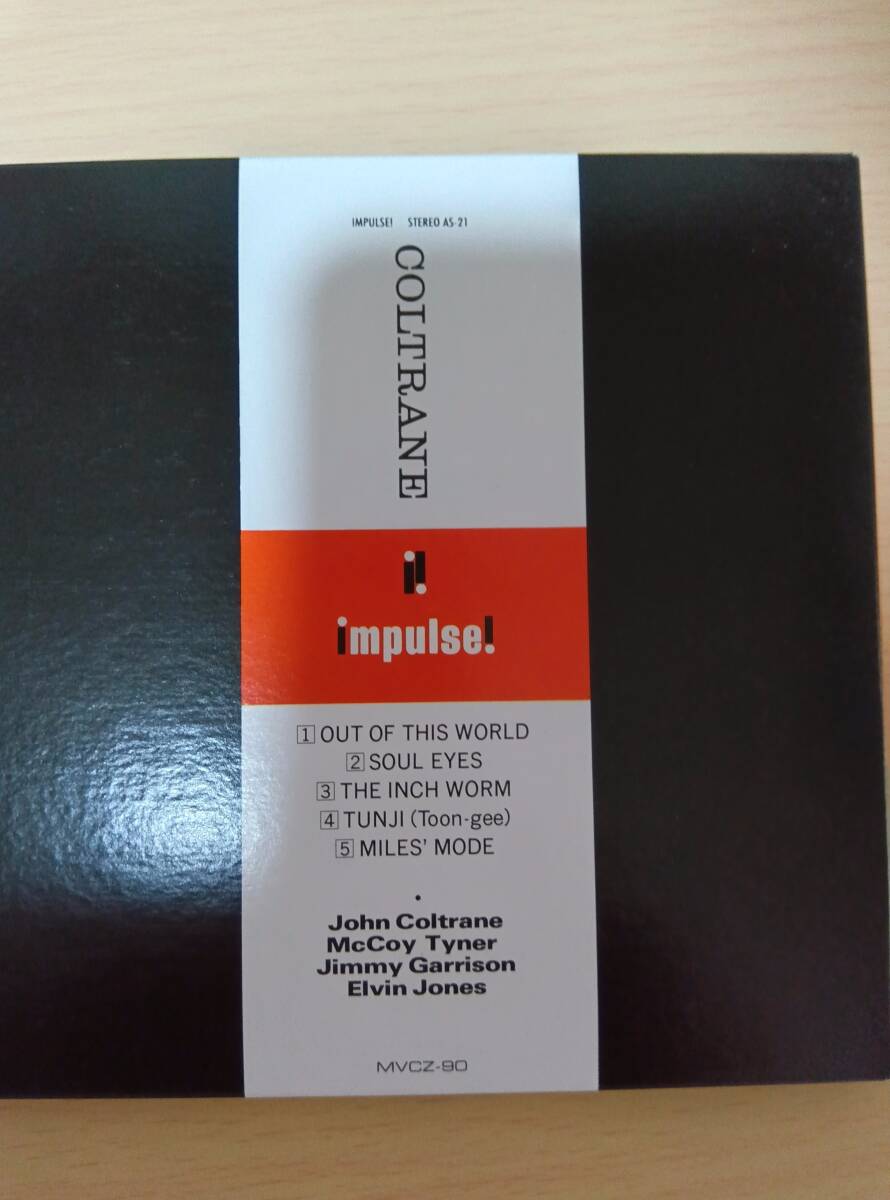 IMPULSE! STEREO AS-21
COLTRANE
impulse!
1 OUT OF THIS WORLD
2 SOUL EYES
3 THE INCH WORM
4 TUNJI (Toon-gee)
5 MILES' MODE
•
John Coltrane
McCoy Tyner
Jimmy Garrison
Elvin Jones
MVCZ-90